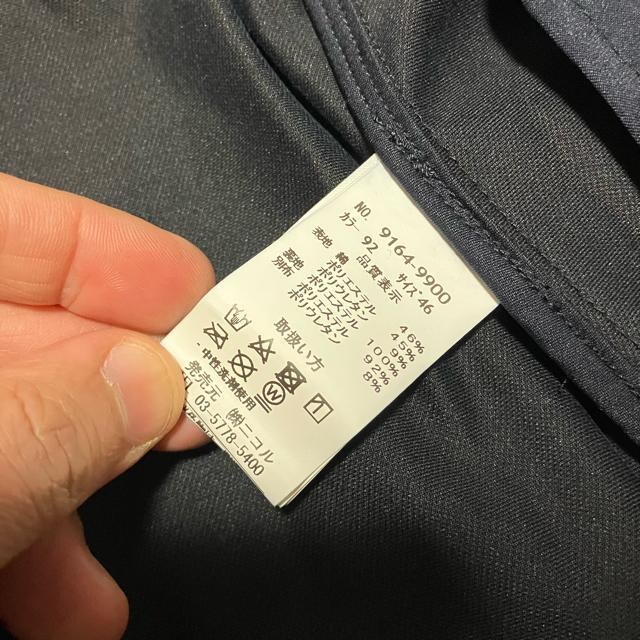 NO. 9164-9900
カラー 92 サイズ 46
品質表示
表地 綿 46%
ポリエステル 45%
ポリウレタン 9%
裏地 ポリエステル 100%
別布 ポリエステル 92%
ポリウレタン 8%
取扱い方
W
・中性洗剤使用
発売元 ㈱ニコル
TEL 03-5778-5400